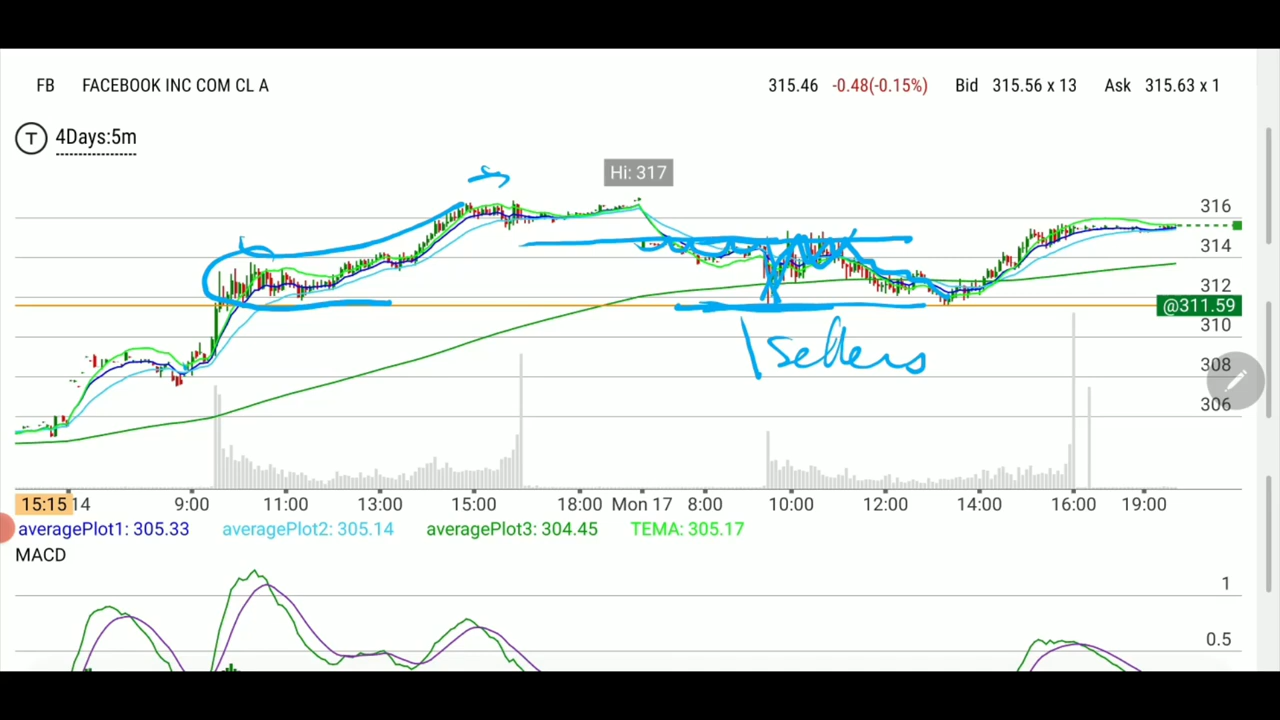 FB FACEBOOK INC COM CL A 315.46 -0.48(-0.15%) Bid 315.56 x 13 Ask 315.63 x 1
T 4Days:5m
Hi: 317
316
314
312
@311.59
310
308
306
sellers
15:15 14 9:00 11:00 13:00 15:00 18:00 Mon 17 8:00 10:00 12:00 14:00 16:00 19:00
averagePlot1: 305.33 averagePlot2: 305.14 averagePlot3: 304.45 TEMA: 305.17
MACD
1
0.5